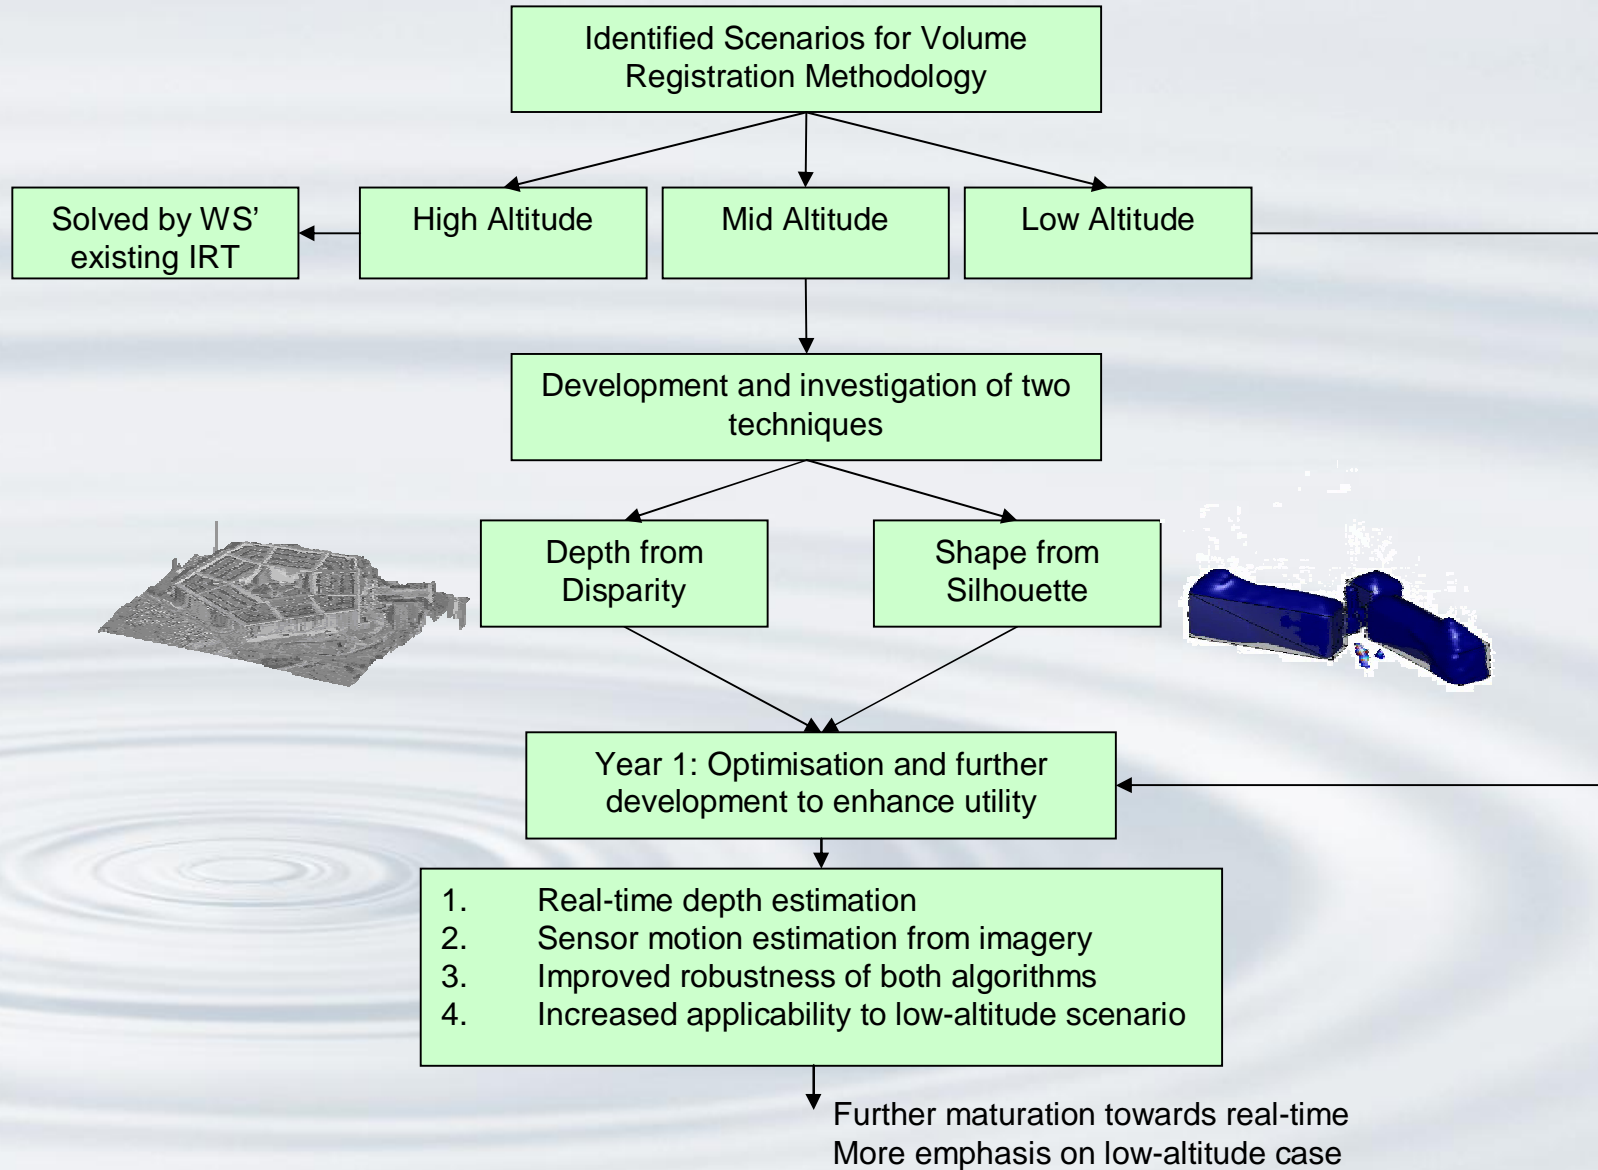 Identified Scenarios for Volume
Registration Methodology
Solved by WS'
existing IRT
High Altitude
Mid Altitude
Low Altitude
Development and investigation of two
techniques
Depth from
Disparity
Shape from
Silhouette
Year 1: Optimisation and further
development to enhance utility
1. Real-time depth estimation
2. Sensor motion estimation from imagery
3. Improved robustness of both algorithms
4. Increased applicability to low-altitude scenario
Further maturation towards real-time
More emphasis on low-altitude case